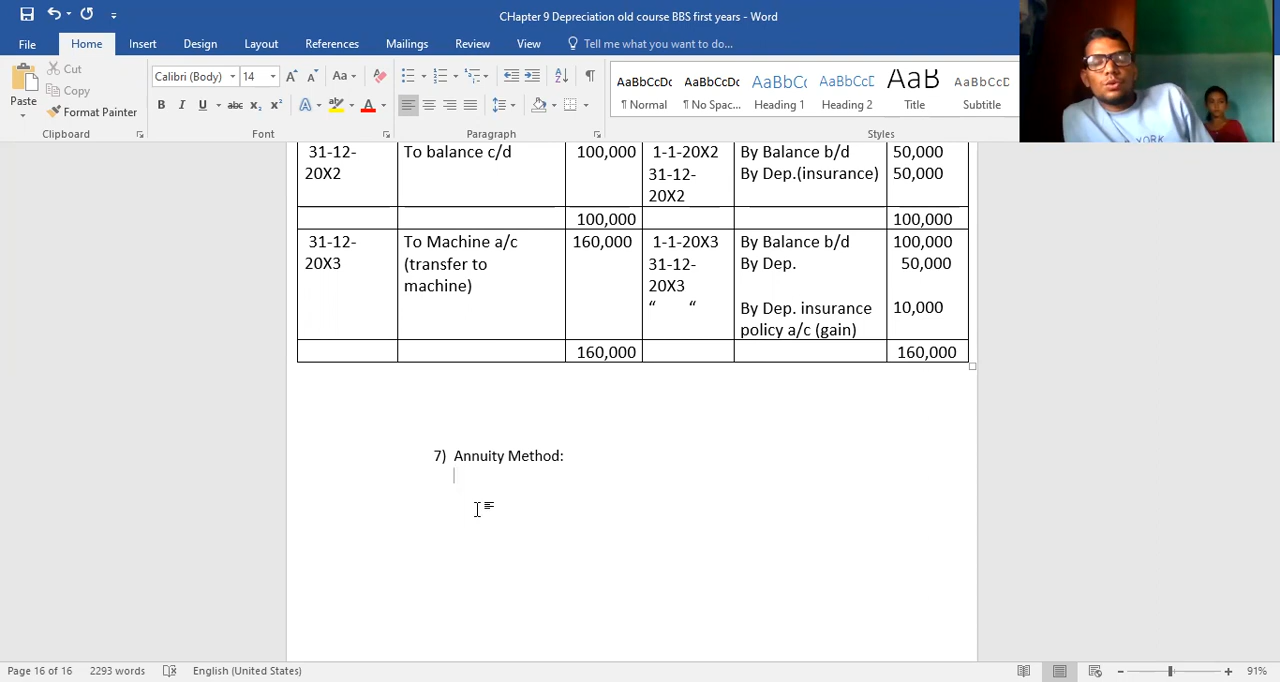 CHapter 9 Depreciation old course BBS first years - Word
File Home Insert Design Layout References Mailings Review View Tell me what you want to do...
Paste Cut Copy Format Painter
Calibri (Body) 14 Aa
B I U abc X₂ X² A A
AaBbCcDc AaBbCcDc AaBbCc AaBbCcE AaB AaBbCcD
¶ Normal ¶ No Spac... Heading 1 Heading 2 Title Subtitle
Clipboard Font Paragraph Styles
YORK
31-12-20X2 To balance c/d 100,000 1-1-20X2 By Balance b/d 50,000
31-12-20X2 By Dep.(insurance) 50,000
100,000 100,000
31-12-20X3 To Machine a/c (transfer to machine) 160,000 1-1-20X3 By Balance b/d 100,000
31-12-20X3 By Dep. 50,000
“ “ By Dep. insurance policy a/c (gain) 10,000
160,000 160,000
7) Annuity Method:
Page 16 of 16 2293 words English (United States) 91%